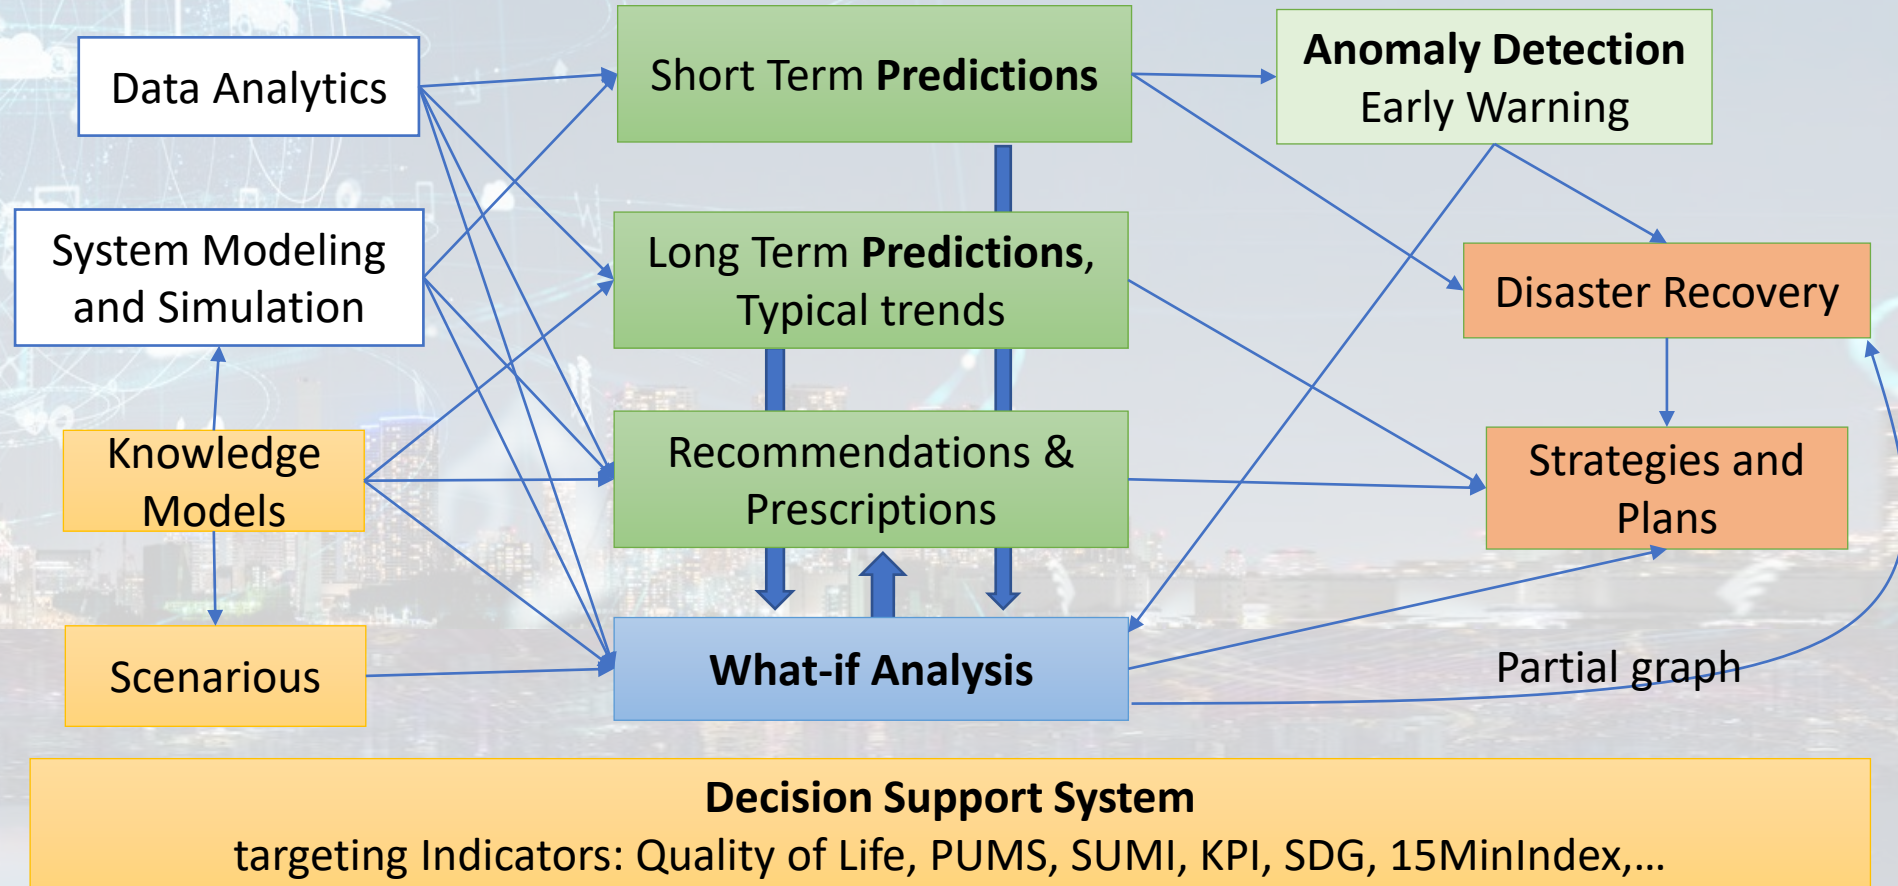 Data Analytics
Short Term Predictions
Anomaly Detection
Early Warning
System Modeling
and Simulation
Long Term Predictions,
Typical trends
Disaster Recovery
Knowledge
Models
Recommendations &
Prescriptions
Strategies and
Plans
Scenarious
What-if Analysis
Partial graph
Decision Support System
targeting Indicators: Quality of Life, PUMS, SUMI, KPI, SDG, 15MinIndex,...